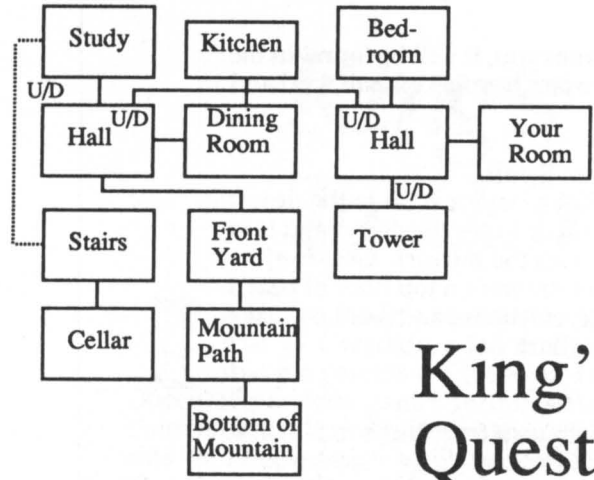 Study
Kitchen
Bed-
room
U/D
U/D
U/D
Hall
Dining
Room
Hall
Your
Room
U/D
Stairs
Front
Yard
Tower
Cellar
Mountain
Path
Bottom of
Mountain
King'
Quest